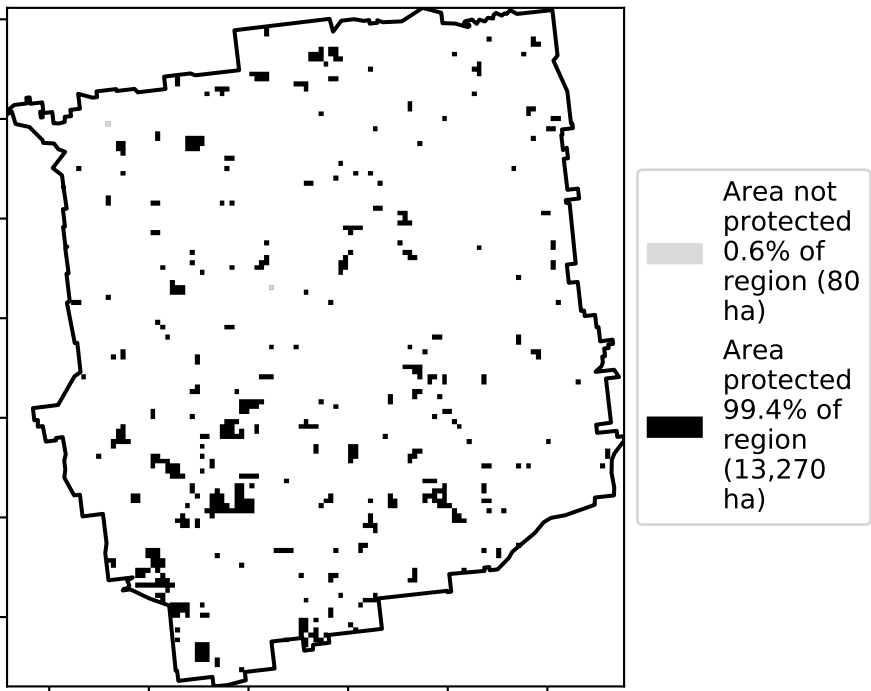 Area not
protected
0.6% of
region (80
ha)
Area
protected
99.4% of
region
(13,270
ha)